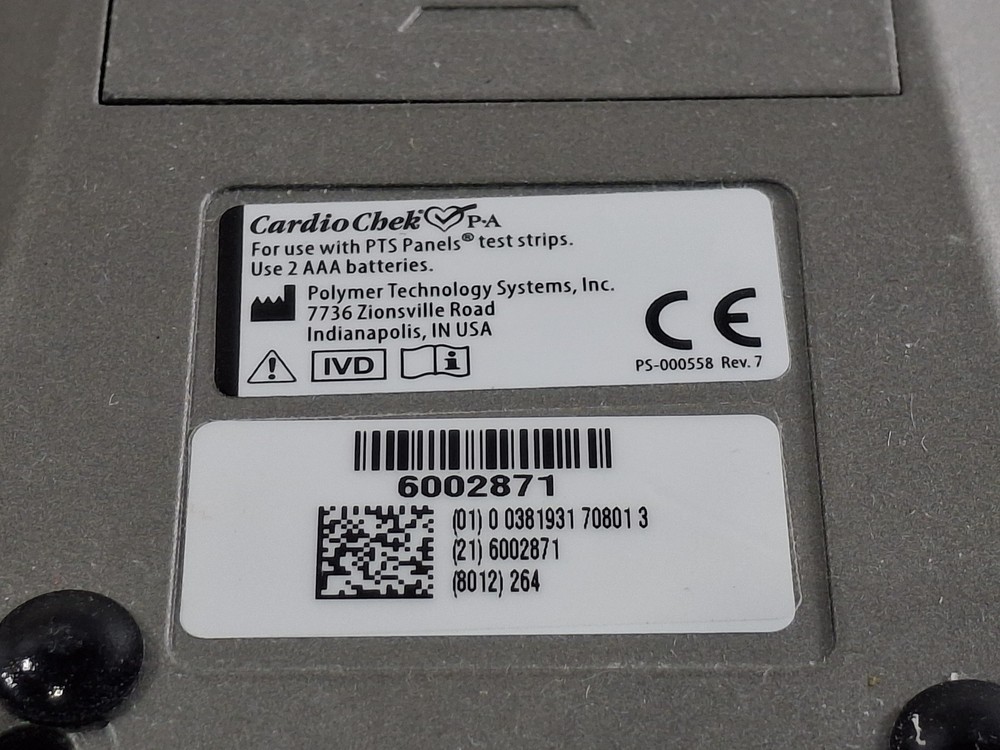 CardioChek P•A
For use with PTS Panels® test strips.
Use 2 AAA batteries.
Polymer Technology Systems, Inc.
7736 Zionsville Road
Indianapolis, IN USA
IVD
CE
PS-000558 Rev. 7
6002871
(01) 0 0381931 70801 3
(21) 6002871
(8012) 264